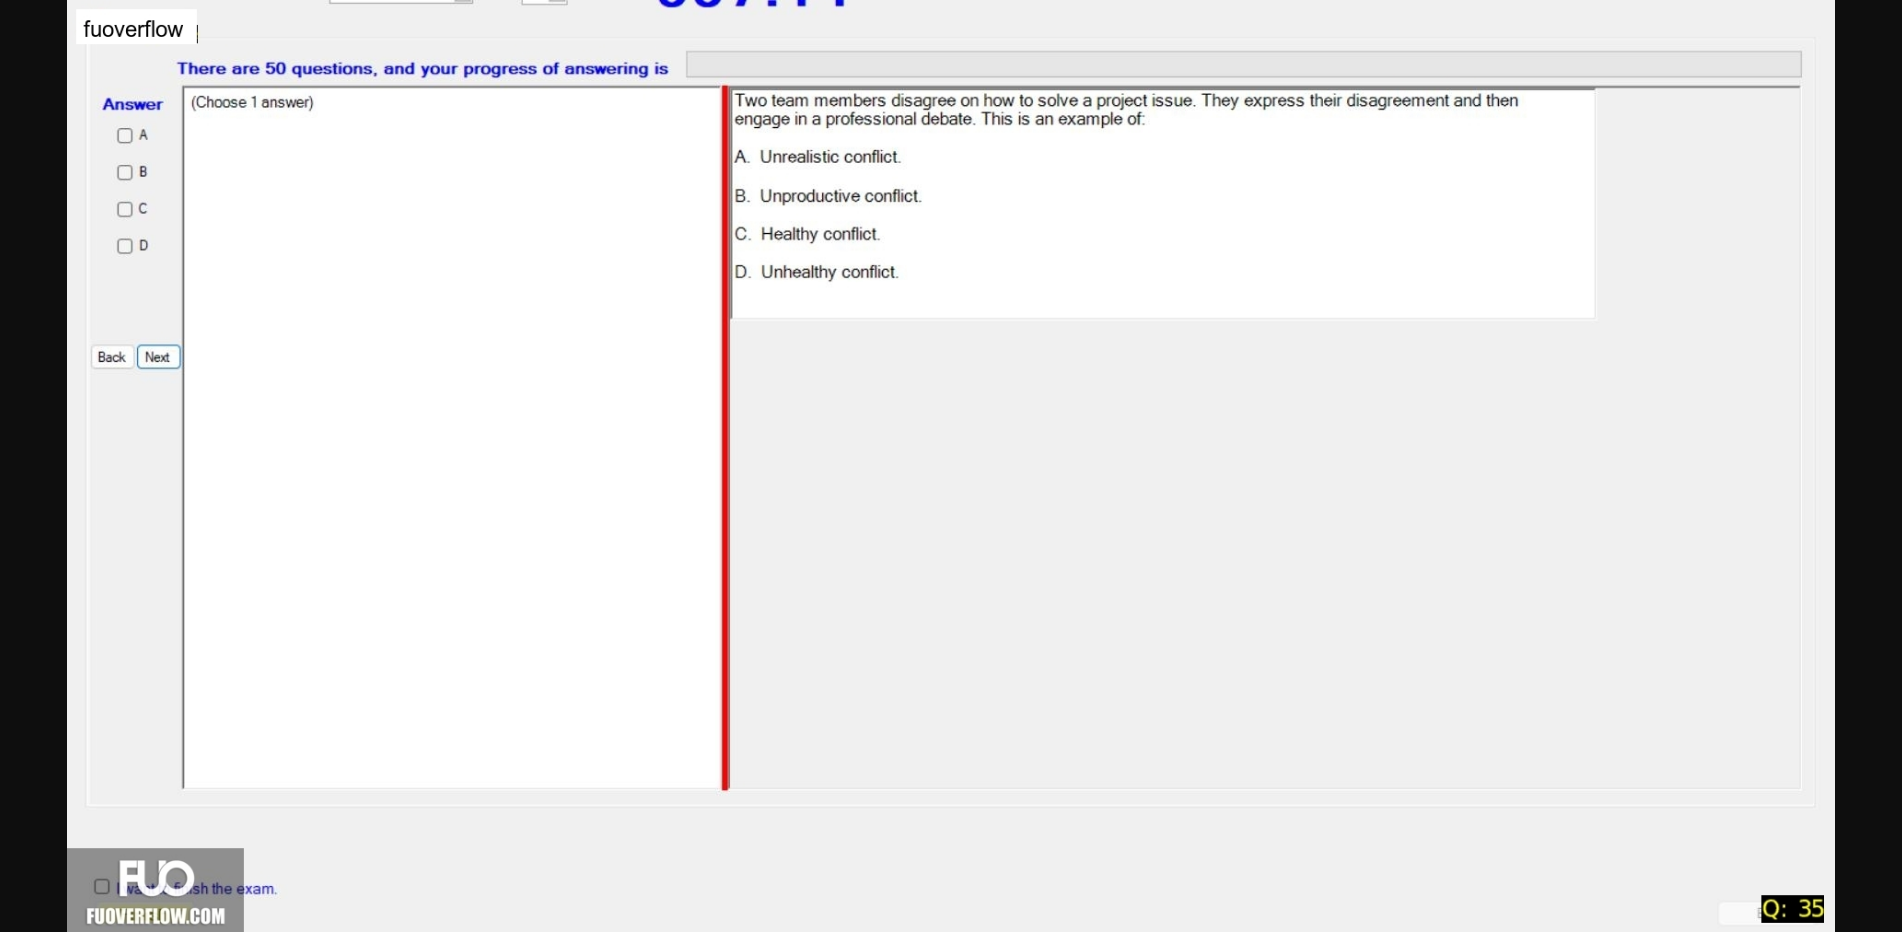 fuoverflow
There are 50 questions, and your progress of answering is
Answer
(Choose 1 answer)
A
B
C
D
Back
Next
Two team members disagree on how to solve a project issue. They express their disagreement and then
engage in a professional debate. This is an example of:
A. Unrealistic conflict.
B. Unproductive conflict.
C. Healthy conflict.
D. Unhealthy conflict.
FUO
I want finish the exam.
FUOVERFLOW.COM
Q: 35